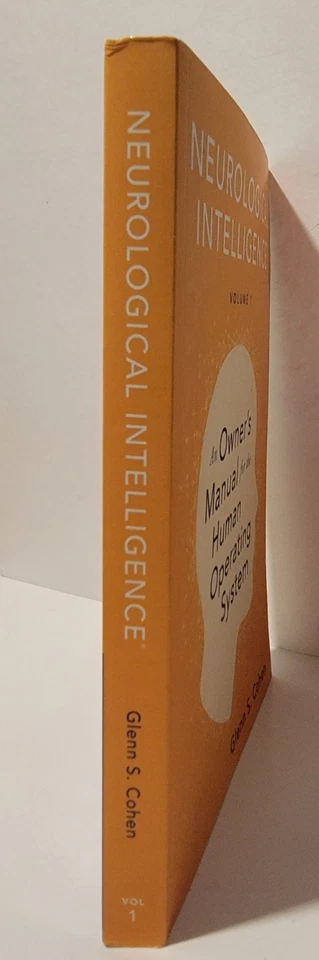 NEUROLOGICAL INTELLIGENCE®
Glenn S. Cohen
VOL
1
NEUROLOGICAL
INTELLIGENCE
VOLUME 1
An Owner's
Manual for the
Human
Operating
System
Glenn S. Cohen